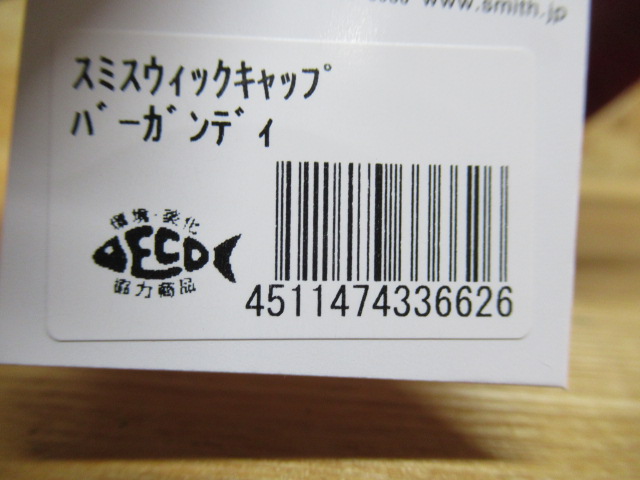 www.smith.jp
ｽﾐｽｳｨｯｸｷｬｯﾌﾟ
ﾊﾞｰｶﾞﾝﾃﾞｨ
環境・美化
ECO
協力商品
4511474336626